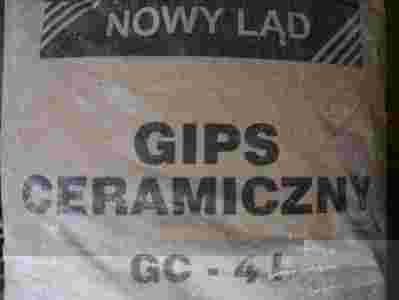 NOWY LĄD
GIPS
CERAMICZNY
GC - 4